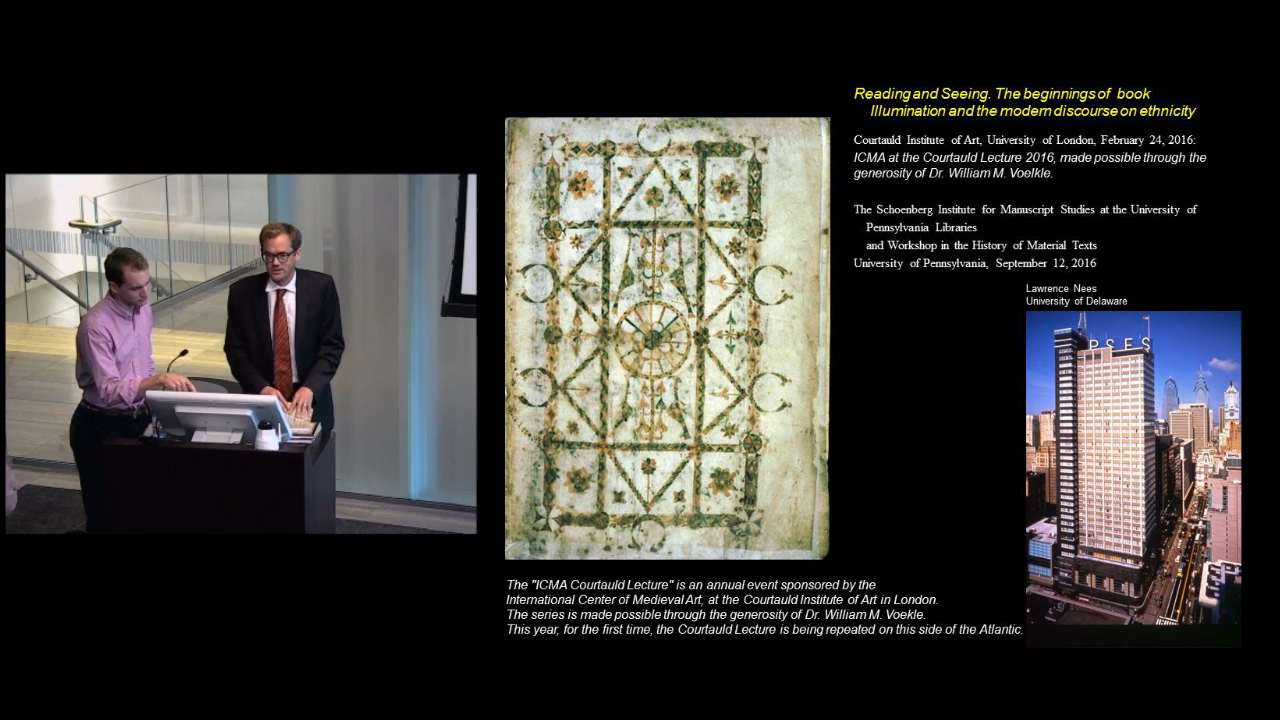 Reading and Seeing. The beginnings of book
Illumination and the modern discourse on ethnicity
Courtauld Institute of Art, University of London, February 24, 2016:
ICMA at the Courtauld Lecture 2016, made possible through the
generosity of Dr. William M. Voelkle.
The Schoenberg Institute for Manuscript Studies at the University of
Pennsylvania Libraries
and Workshop in the History of Material Texts
University of Pennsylvania, September 12, 2016
Lawrence Nees
University of Delaware
PSFS
The "ICMA Courtauld Lecture" is an annual event sponsored by the
International Center of Medieval Art, at the Courtauld Institute of Art in London.
The series is made possible through the generosity of Dr. William M. Voekle.
This year, for the first time, the Courtauld Lecture is being repeated on this side of the Atlantic.